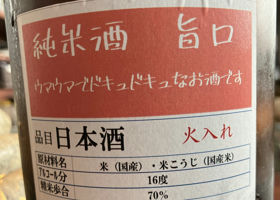 純米酒 旨口
ウマウマーでドキュドキュなお酒です
品目 日本酒 火入れ
原材料名 米(国産)・米こうじ(国産米)
アルコール分 16度
精米歩合 70%